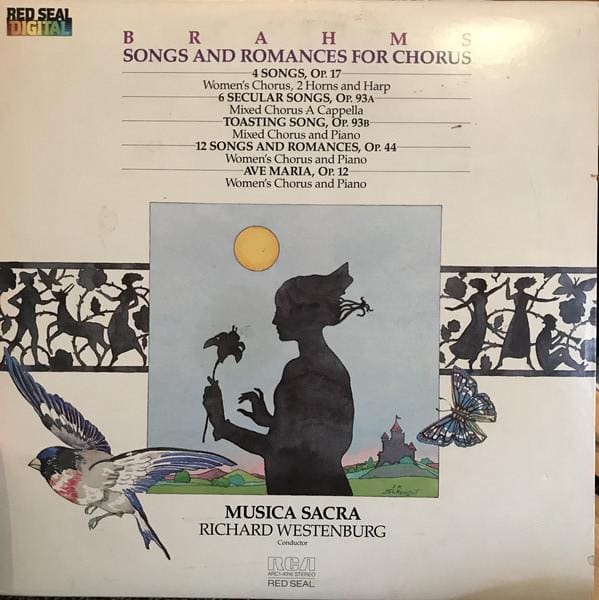 RED SEAL
DIGITAL
BRAHMS
SONGS AND ROMANCES FOR CHORUS
4 SONGS, OP. 17
Women's Chorus, 2 Horns and Harp
6 SECULAR SONGS, OP. 93A
Mixed Chorus A Cappella
TOASTING SONG, OP. 93B
Mixed Chorus and Piano
12 SONGS AND ROMANCES, OP. 44
Women's Chorus and Piano
AVE MARIA, OP. 12
Women's Chorus and Piano
MUSICA SACRA
RICHARD WESTENBURG
Conductor
RCA
STEREO
RED SEAL